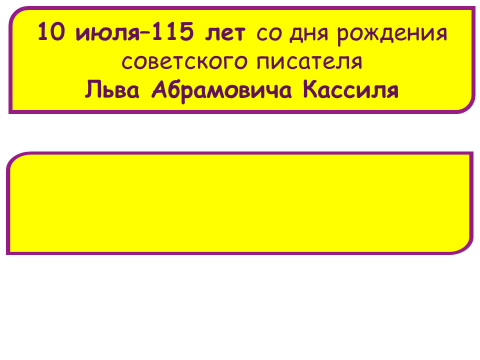 10 июля–115 лет со дня рождения
советского писателя
Льва Абрамовича Кассиля